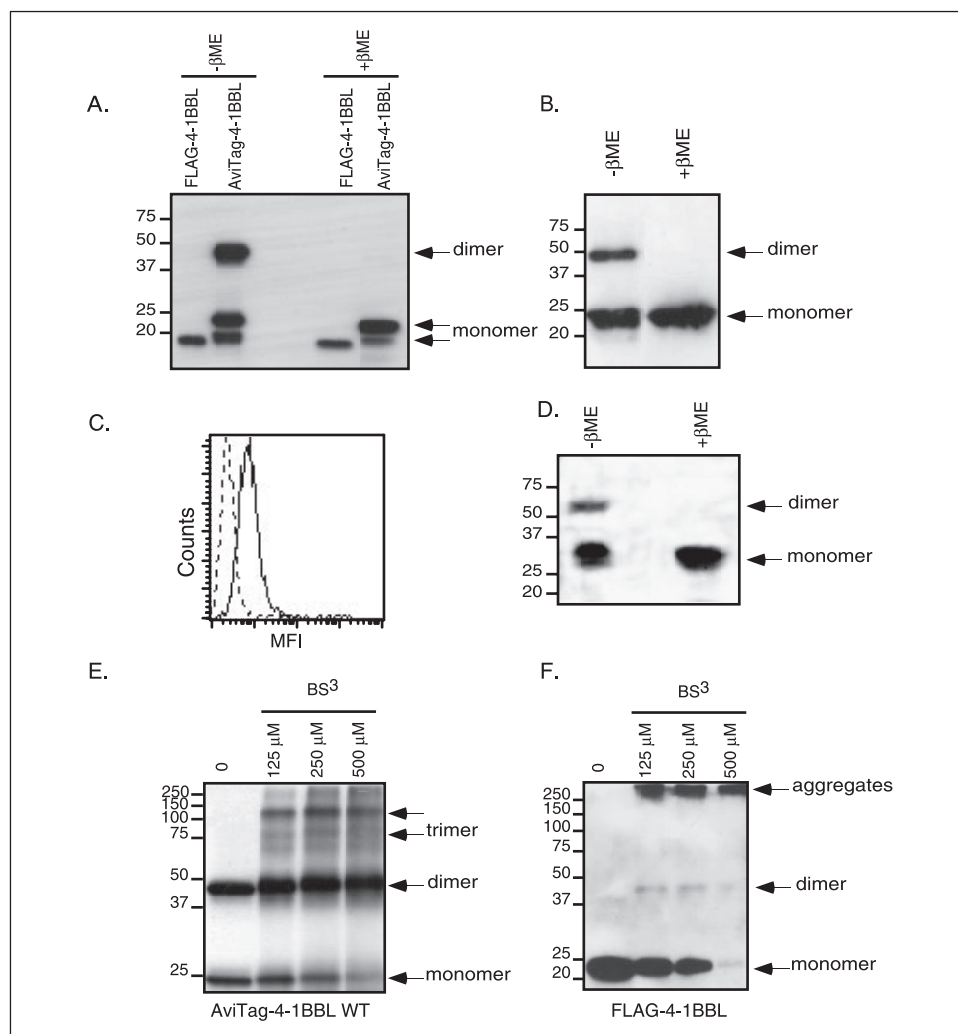 A.
-βME
+βME
FLAG-4-1BBL
AviTag-4-1BBL
FLAG-4-1BBL
AviTag-4-1BBL
75
50
37
25
20
dimer
monomer
B.
-βME
+βME
75
50
37
25
20
dimer
monomer
C.
Counts
MFI
D.
-βME
+βME
75
50
37
25
20
dimer
monomer
E.
BS3
0
125 μM
250 μM
500 μM
250
150
100
75
50
37
25
trimer
dimer
monomer
AviTag-4-1BBL WT
F.
BS3
0
125 μM
250 μM
500 μM
250
150
100
75
50
37
25
20
aggregates
dimer
monomer
FLAG-4-1BBL